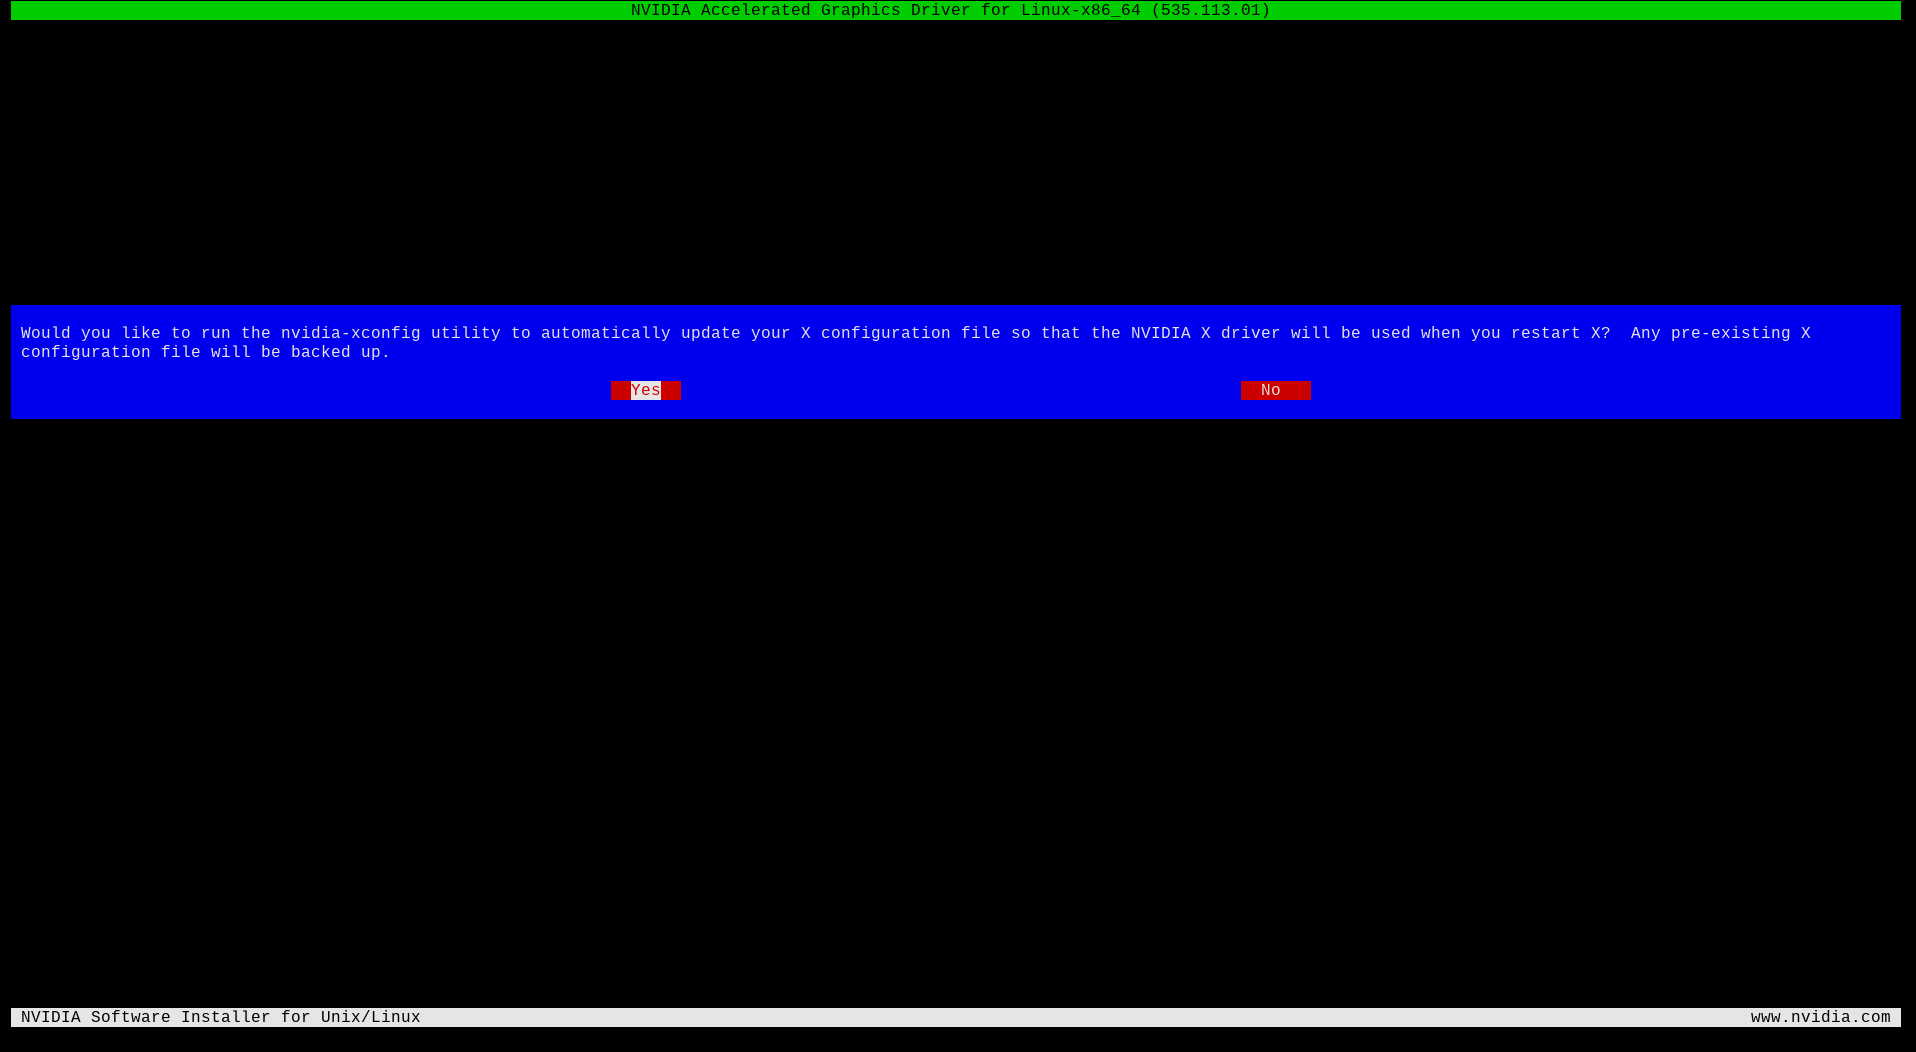 NVIDIA Accelerated Graphics Driver for Linux-x86_64 (535.113.01)
Would you like to run the nvidia-xconfig utility to automatically update your X configuration file so that the NVIDIA X driver will be used when you restart X?  Any pre-existing X
configuration file will be backed up.
Yes No
NVIDIA Software Installer for Unix/Linux www.nvidia.com